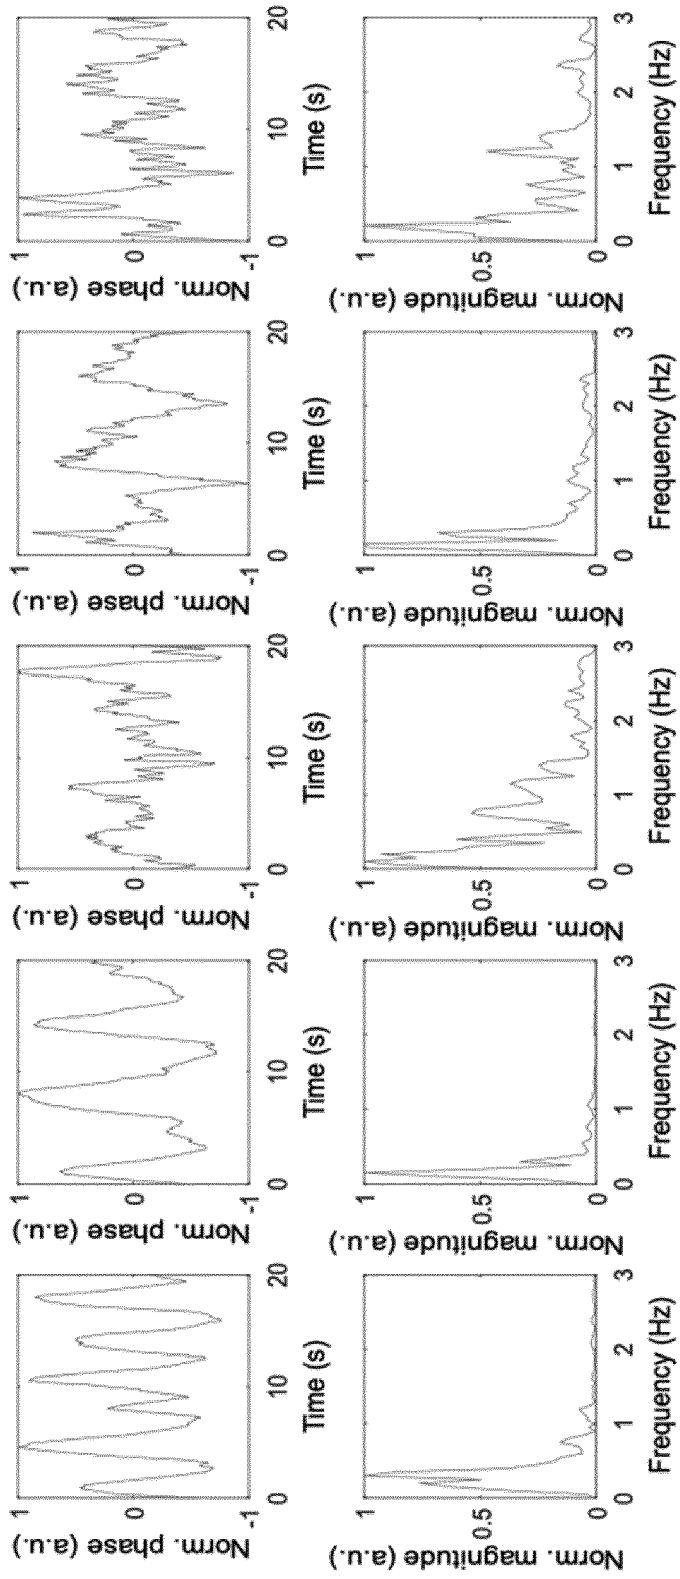 Norm. phase (a.u.)
1
0
-1
0 10 20
Time (s)
Norm. phase (a.u.)
1
0
-1
0 10 20
Time (s)
Norm. phase (a.u.)
1
0
-1
0 10 20
Time (s)
Norm. phase (a.u.)
1
0
-1
0 10 20
Time (s)
Norm. phase (a.u.)
1
0
-1
0 10 20
Time (s)
Norm. magnitude (a.u.)
1
0.5
0
0 1 2 3
Frequency (Hz)
Norm. magnitude (a.u.)
1
0.5
0
0 1 2 3
Frequency (Hz)
Norm. magnitude (a.u.)
1
0.5
0
0 1 2 3
Frequency (Hz)
Norm. magnitude (a.u.)
1
0.5
0
0 1 2 3
Frequency (Hz)
Norm. magnitude (a.u.)
1
0.5
0
0 1 2 3
Frequency (Hz)